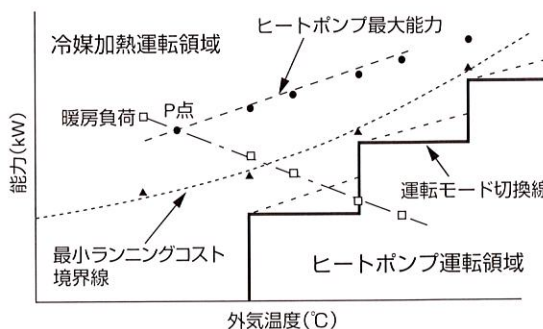 冷媒加熱運転領域
ヒートポンプ最大能力
暖房負荷
P点
能力(kW)
運転モード切換線
最小ランニングコスト
境界線
ヒートポンプ運転領域
外気温度(℃)